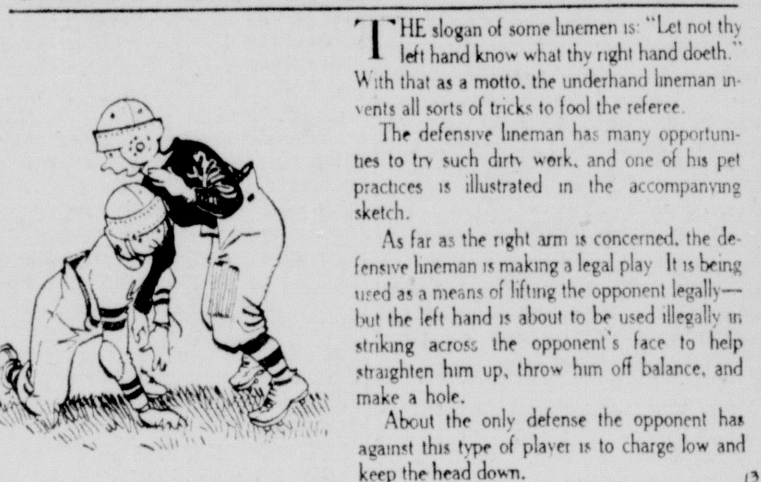 THE slogan of some linemen is: "Let not thy
left hand know what thy right hand doeth."
With that as a motto, the underhand lineman in-
vents all sorts of tricks to fool the referee.
The defensive lineman has many opportuni-
ties to try such dirty work, and one of his pet
practices is illustrated in the accompanying
sketch.
As far as the right arm is concerned, the de-
fensive lineman is making a legal play It is being
used as a means of lifting the opponent legally—
but the left hand is about to be used illegally in
striking across the opponent's face to help
straighten him up, throw him off balance, and
make a hole.
About the only defense the opponent has
against this type of player is to charge low and
keep the head down.
13